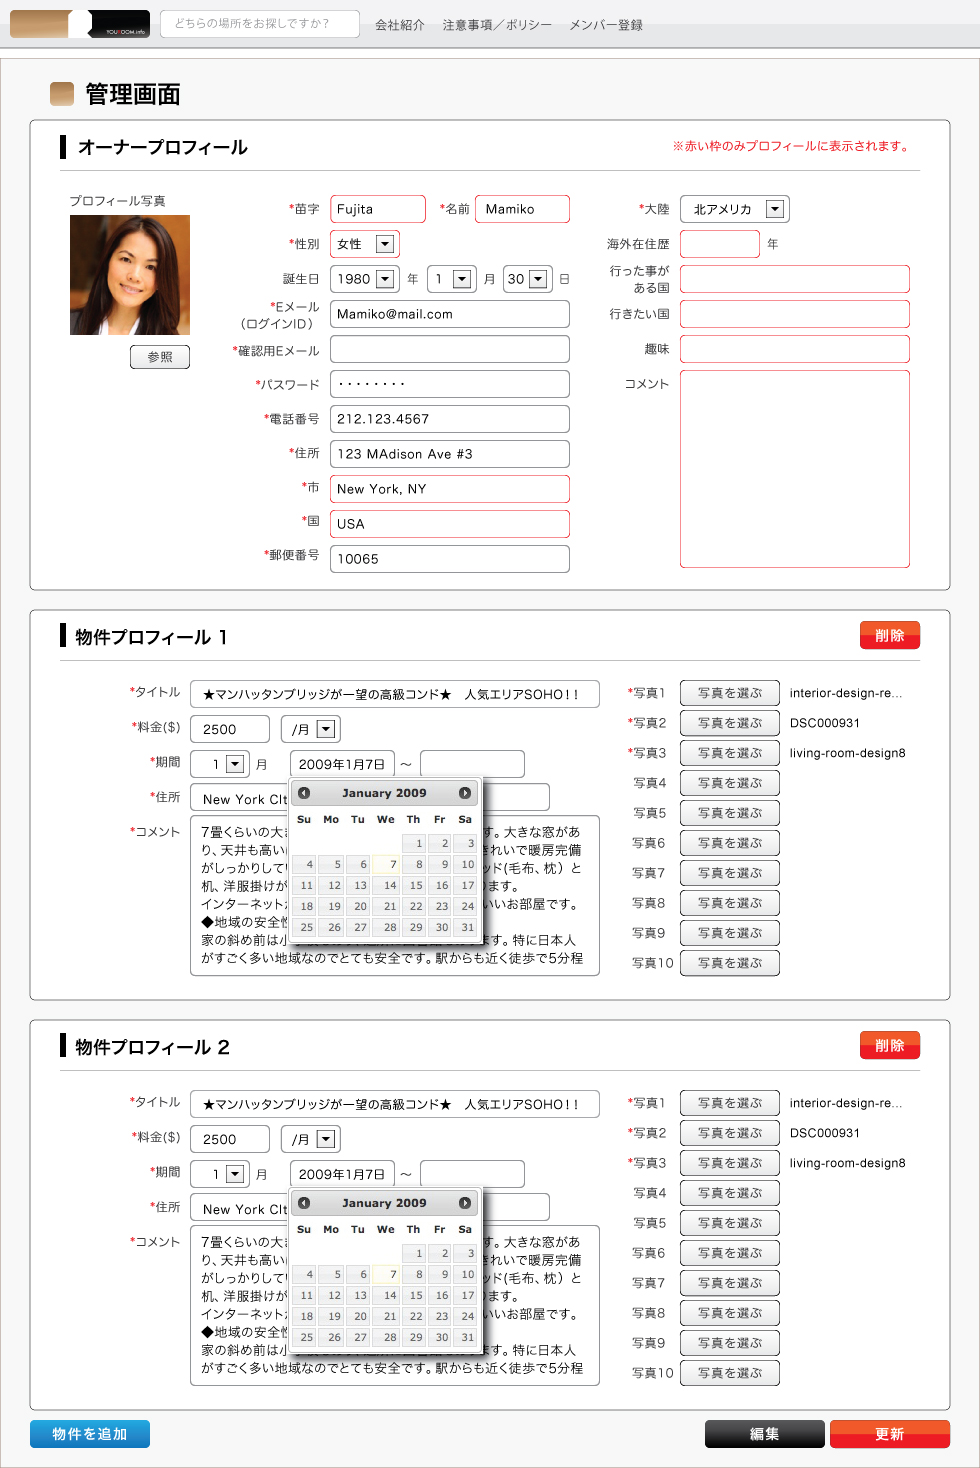 YOUROOM.info どちらの場所をお探しですか？ 会社紹介 注意事項／ポリシー メンバー登録
管理画面
オーナープロフィール ※赤い枠のみプロフィールに表示されます。
プロフィール写真
参照
*苗字 Fujita *名前 Mamiko
*性別 女性
誕生日 1980 年 1 月 30 日
*Eメール
（ログインID） Mamiko@mail.com
*確認用Eメール
*パスワード ········
*電話番号 212.123.4567
*住所 123 MAdison Ave #3
*市 New York, NY
*国 USA
*郵便番号 10065
*大陸 北アメリカ
海外在住歴 年
行った事が
ある国
行きたい国
趣味
コメント
物件プロフィール 1 削除
*タイトル ★マンハッタンブリッジが一望の高級コンド★　人気エリアSOHO！！
*料金($) 2500 /月
*期間 1 月 2009年1月7日 〜
*住所 New York CIt
January 2009
Su Mo Tu We Th Fr Sa
1 2 3
4 5 6 7 8 9 10
11 12 13 14 15 16 17
18 19 20 21 22 23 24
25 26 27 28 29 30 31
*コメント 7畳くらいの大 す。大きな窓があ
り、天井も高い きれいで暖房完備
がしっかりして ッド(毛布、枕）と
机、洋服掛けが ます。
インターネット いいお部屋です。
◆地域の安全
家の斜め前は小 ます。特に日本人
がすごく多い地域なのでとても安全です。駅からも近く徒歩で5分程
*写真1 写真を選ぶ interior-design-re...
*写真2 写真を選ぶ DSC000931
*写真3 写真を選ぶ living-room-design8
写真4 写真を選ぶ
写真5 写真を選ぶ
写真6 写真を選ぶ
写真7 写真を選ぶ
写真8 写真を選ぶ
写真9 写真を選ぶ
写真10 写真を選ぶ
物件プロフィール 2 削除
*タイトル ★マンハッタンブリッジが一望の高級コンド★　人気エリアSOHO！！
*料金($) 2500 /月
*期間 1 月 2009年1月7日 〜
*住所 New York CIt
January 2009
Su Mo Tu We Th Fr Sa
1 2 3
4 5 6 7 8 9 10
11 12 13 14 15 16 17
18 19 20 21 22 23 24
25 26 27 28 29 30 31
*コメント 7畳くらいの大 す。大きな窓があ
り、天井も高い きれいで暖房完備
がしっかりして ッド(毛布、枕）と
机、洋服掛けが ます。
インターネット いいお部屋です。
◆地域の安全
家の斜め前は小 ます。特に日本人
がすごく多い地域なのでとても安全です。駅からも近く徒歩で5分程
*写真1 写真を選ぶ interior-design-re...
*写真2 写真を選ぶ DSC000931
*写真3 写真を選ぶ living-room-design8
写真4 写真を選ぶ
写真5 写真を選ぶ
写真6 写真を選ぶ
写真7 写真を選ぶ
写真8 写真を選ぶ
写真9 写真を選ぶ
写真10 写真を選ぶ
物件を追加 編集 更新